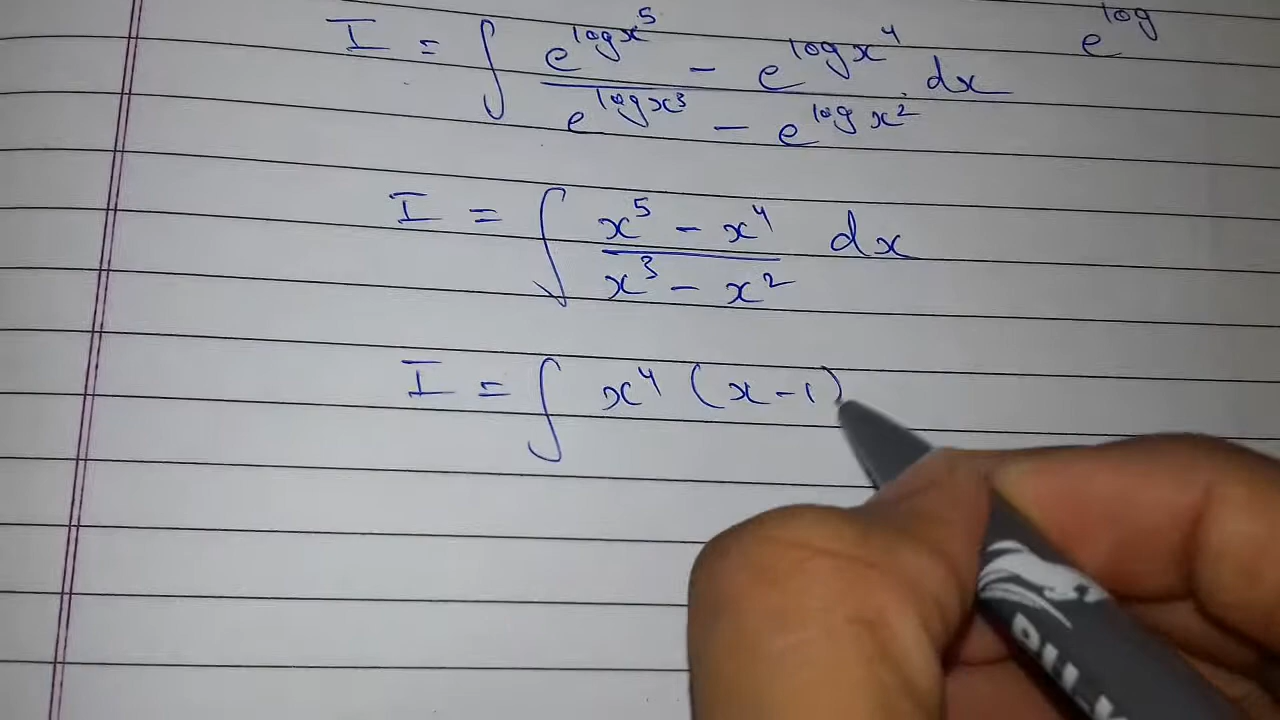 I = ∫ (e^{log x^5} - e^{log x^4}) / (e^{log x^3} - e^{log x^2}) . dx e^{log}
I = ∫ (x^5 - x^4) / (x^3 - x^2) dx
I = ∫ x^4 (x-1)